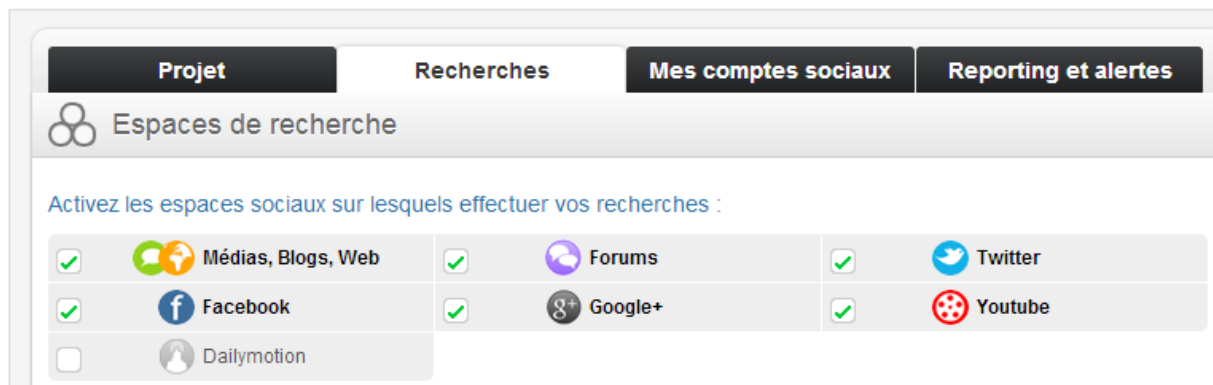 Projet Recherches Mes comptes sociaux Reporting et alertes
Espaces de recherche
Activez les espaces sociaux sur lesquels effectuer vos recherches :
Médias, Blogs, Web Forums Twitter
Facebook Google+ Youtube
Dailymotion